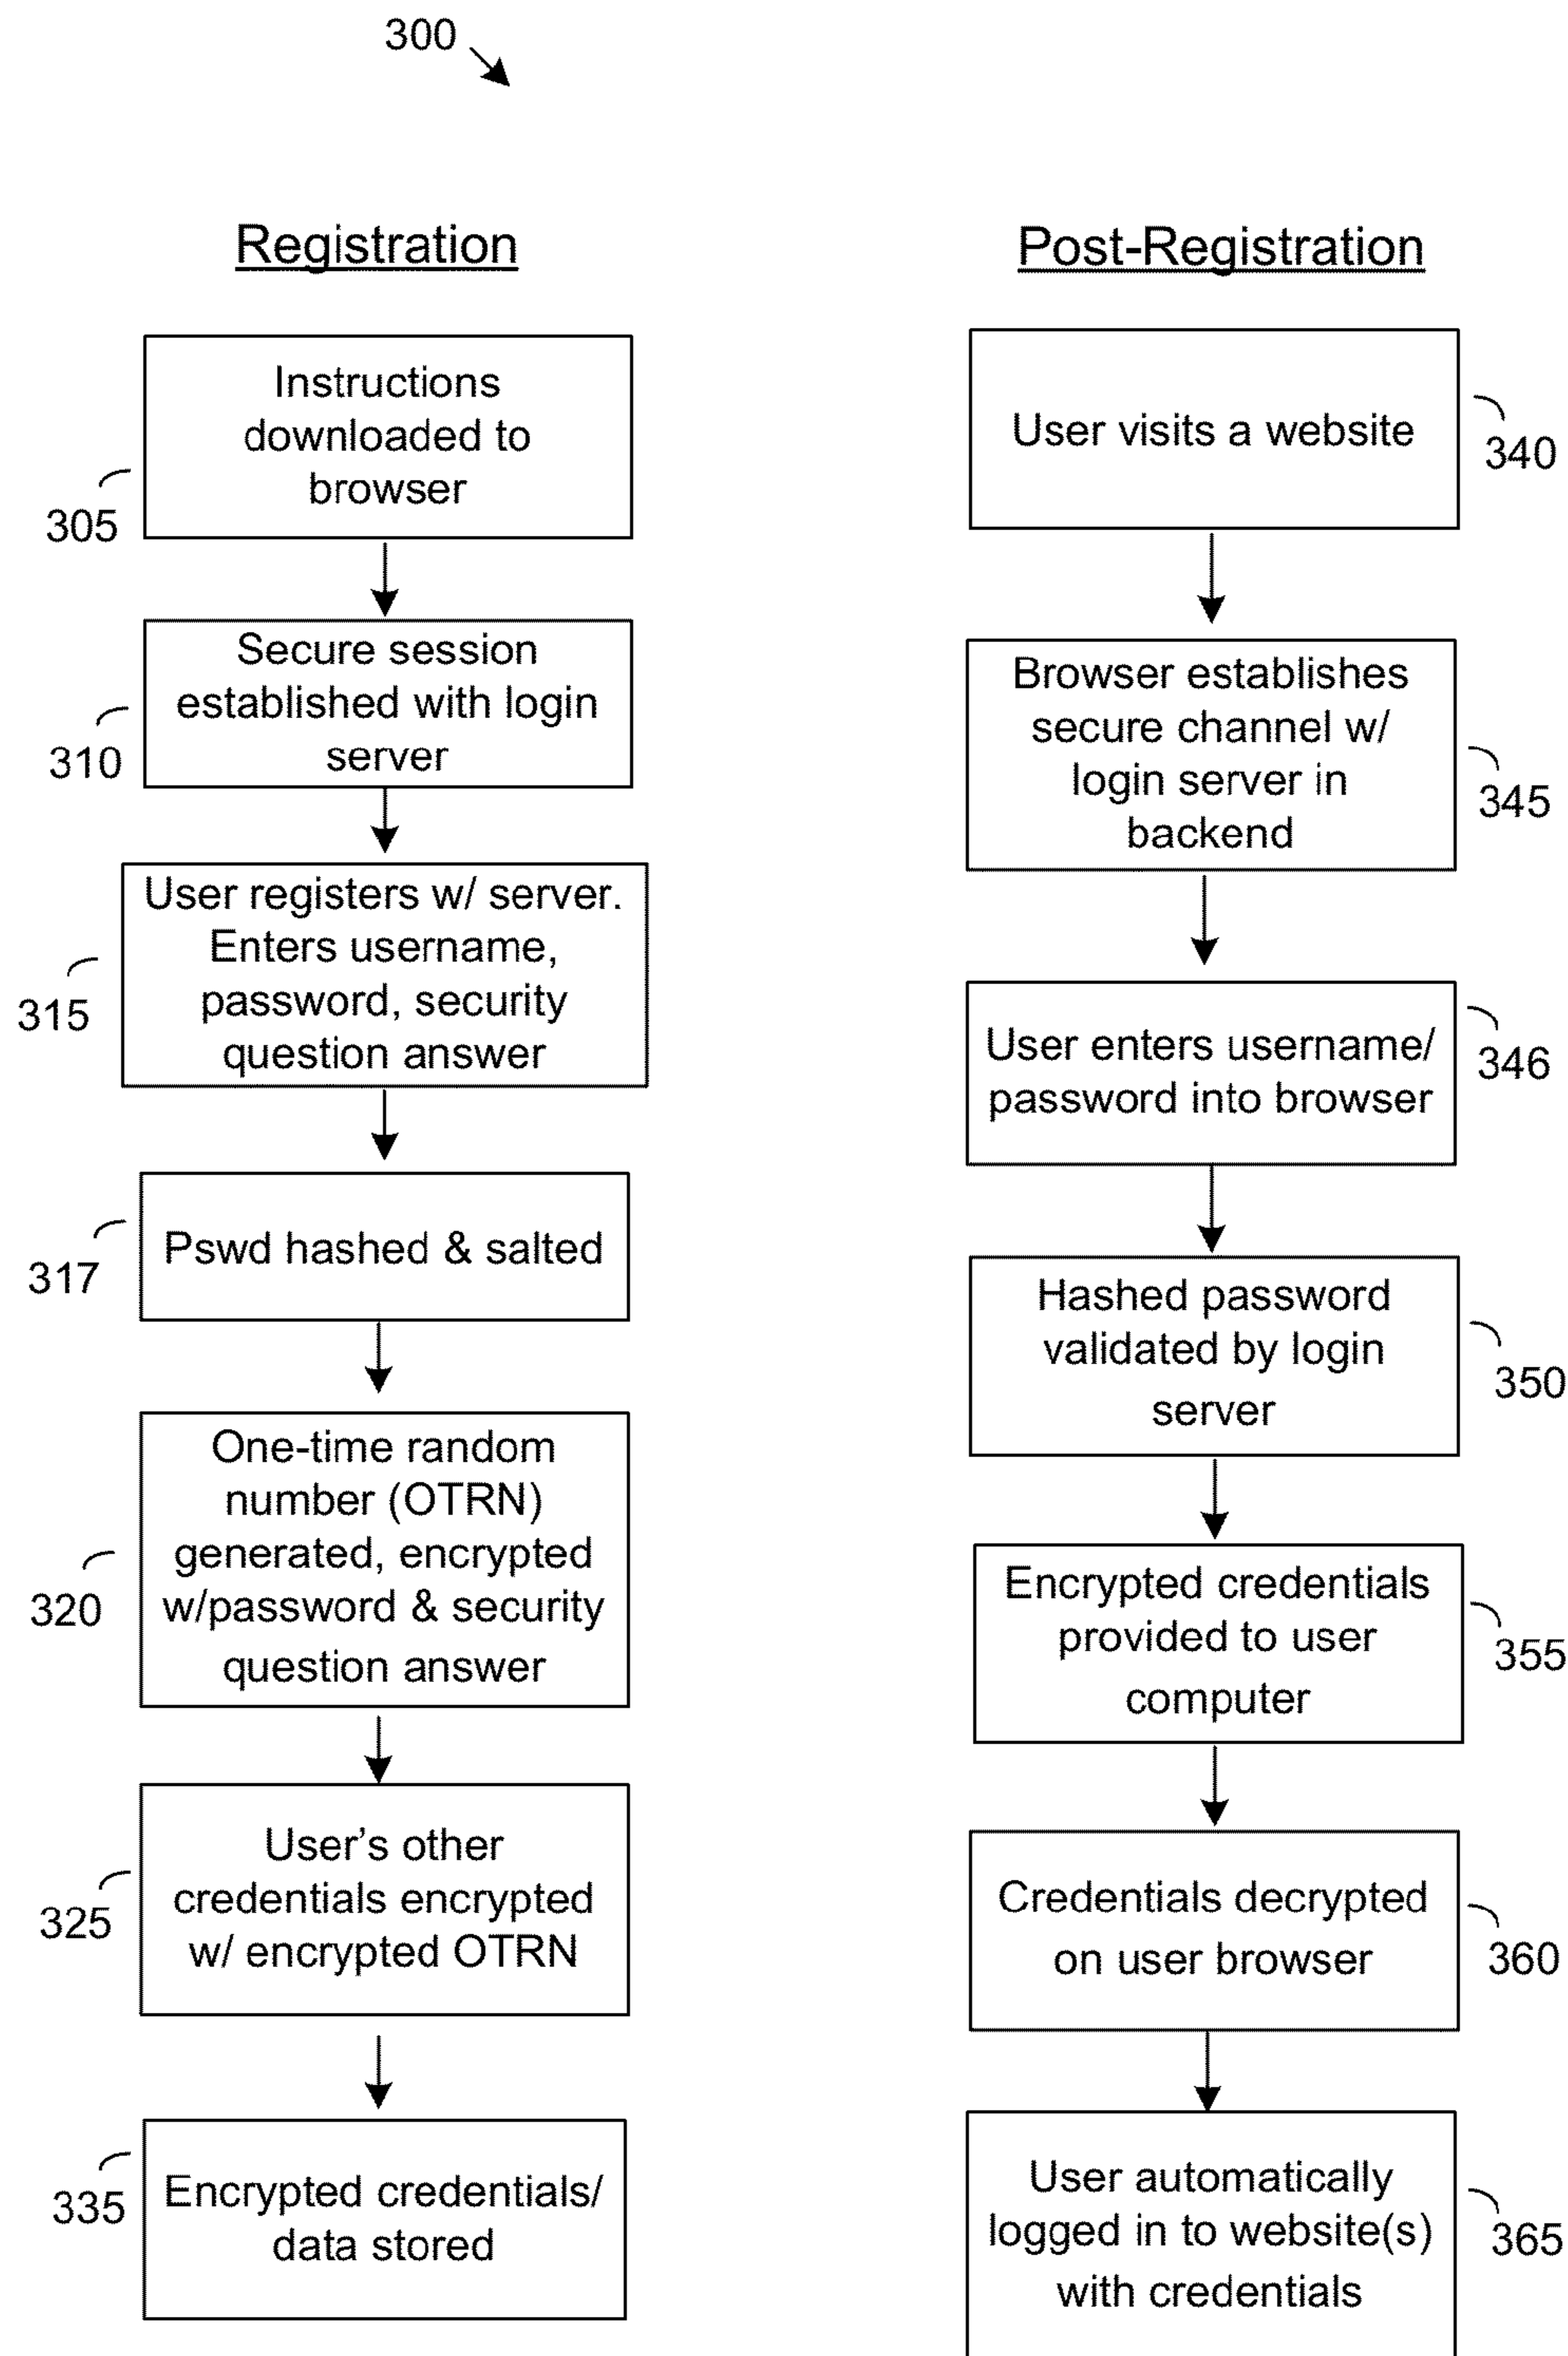 300
Registration
Instructions
downloaded to
browser
305
Secure session
established with login
server
310
User registers w/ server.
Enters username,
password, security
question answer
315
Pswd hashed & salted
317
One-time random
number (OTRN)
generated, encrypted
w/password & security
question answer
320
User's other
credentials encrypted
w/ encrypted OTRN
325
Encrypted credentials/
data stored
335
Post-Registration
User visits a website
340
Browser establishes
secure channel w/
login server in
backend
345
User enters username/
password into browser
346
Hashed password
validated by login
server
350
Encrypted credentials
provided to user
computer
355
Credentials decrypted
on user browser
360
User automatically
logged in to website(s)
with credentials
365